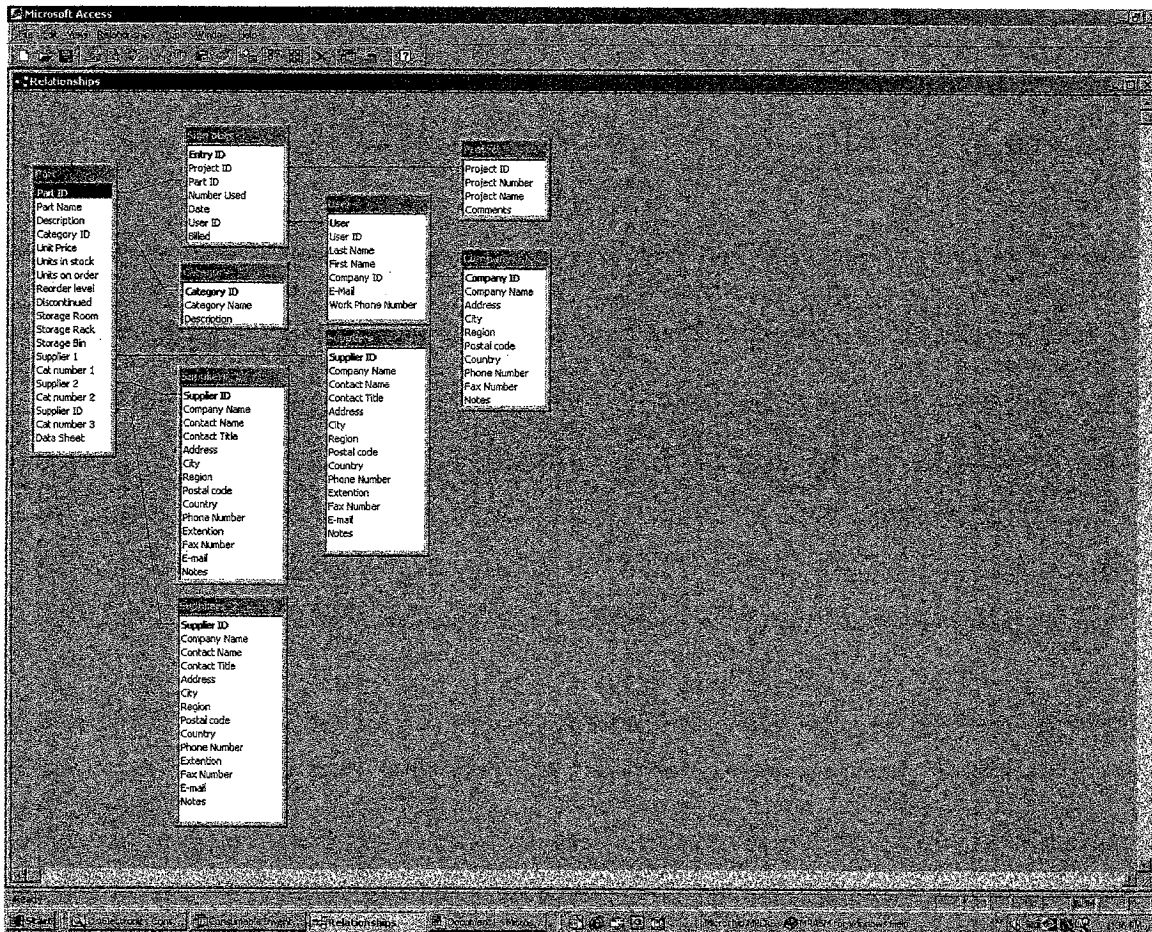 Microsoft Access
Relationships
Part ID
Part Name
Description
Category ID
Unit Price
Units in stock
Units on order
Reorder level
Discontinued
Storage Room
Storage Rack
Storage Bin
Supplier 1
Cat number 1
Supplier 2
Cat number 2
Supplier ID
Cat number 3
Data Sheet
Entry ID
Project ID
Part ID
Number Used
Date
User ID
Billed
Category ID
Category Name
Description
Supplier ID
Company Name
Contact Name
Contact Title
Address
City
Region
Postal code
Country
Phone Number
Extention
Fax Number
E-mail
Notes
Supplier ID
Company Name
Contact Name
Contact Title
Address
City
Region
Postal code
Country
Phone Number
Extention
Fax Number
E-mail
Notes
User
User ID
Last Name
First Name
Company ID
E-Mail
Work Phone Number
Supplier ID
Company Name
Contact Name
Contact Title
Address
City
Region
Postal code
Country
Phone Number
Extention
Fax Number
E-mail
Notes
Project ID
Project Number
Project Name
Comments
Company ID
Company Name
Address
City
Region
Postal code
Country
Phone Number
Fax Number
Notes
Ready
Start
Relationships